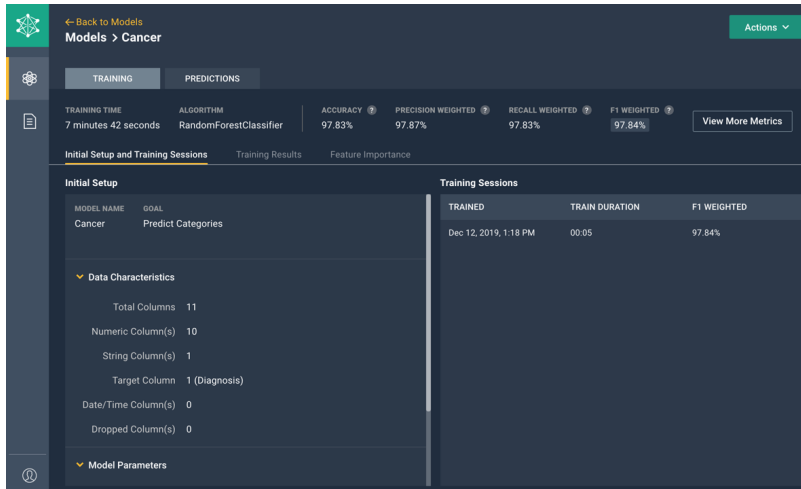 ←Back to Models
Models > Cancer
Actions
TRAINING
PREDICTIONS
TRAINING TIME
7 minutes 42 seconds
ALGORITHM
RandomForestClassifier
ACCURACY ?
97.83%
PRECISION WEIGHTED ?
97.87%
RECALL WEIGHTED ?
97.83%
F1 WEIGHTED ?
97.84%
View More Metrics
Initial Setup and Training Sessions
Training Results
Feature Importance
Initial Setup
MODEL NAME GOAL
Cancer Predict Categories
Data Characteristics
Total Columns 11
Numeric Column(s) 10
String Column(s) 1
Target Column 1 (Diagnosis)
Date/Time Column(s) 0
Dropped Column(s) 0
Model Parameters
Training Sessions
TRAINED TRAIN DURATION F1 WEIGHTED
Dec 12, 2019, 1:18 PM 00:05 97.84%